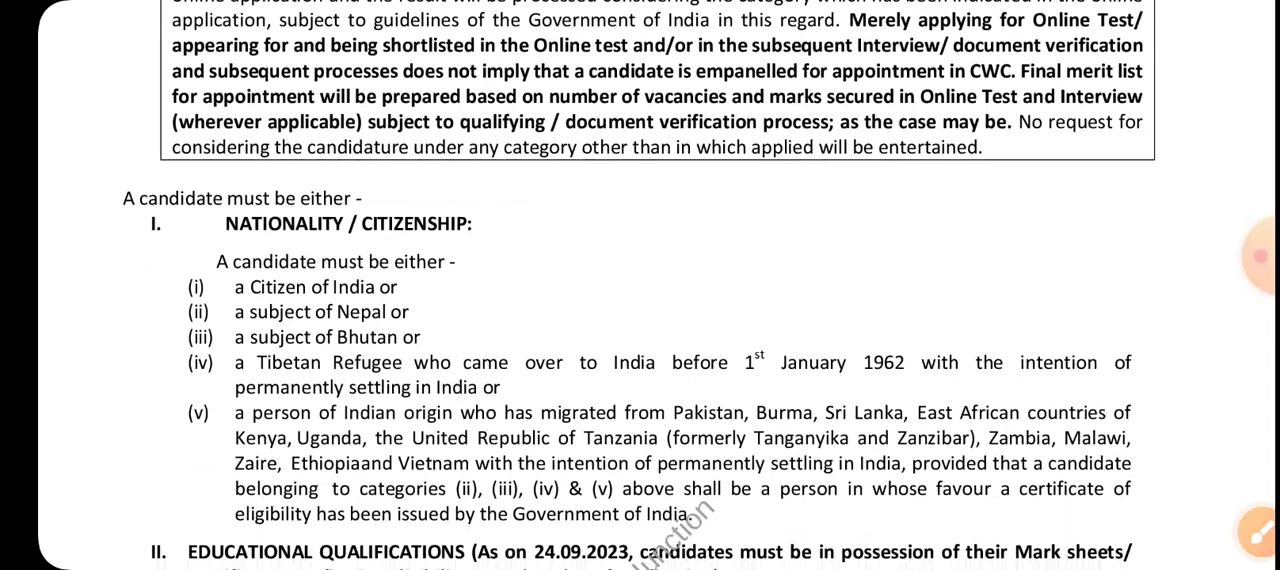 application, subject to guidelines of the Government of India in this regard. Merely applying for Online Test/
appearing for and being shortlisted in the Online test and/or in the subsequent Interview/ document verification
and subsequent processes does not imply that a candidate is empanelled for appointment in CWC. Final merit list
for appointment will be prepared based on number of vacancies and marks secured in Online Test and Interview
(wherever applicable) subject to qualifying / document verification process; as the case may be. No request for
considering the candidature under any category other than in which applied will be entertained.
A candidate must be either -
I. NATIONALITY / CITIZENSHIP:
A candidate must be either -
(i) a Citizen of India or
(ii) a subject of Nepal or
(iii) a subject of Bhutan or
(iv) a Tibetan Refugee who came over to India before 1st January 1962 with the intention of
permanently settling in India or
(v) a person of Indian origin who has migrated from Pakistan, Burma, Sri Lanka, East African countries of
Kenya, Uganda, the United Republic of Tanzania (formerly Tanganyika and Zanzibar), Zambia, Malawi,
Zaire, Ethiopiaand Vietnam with the intention of permanently settling in India, provided that a candidate
belonging to categories (ii), (iii), (iv) & (v) above shall be a person in whose favour a certificate of
eligibility has been issued by the Government of India.
II. EDUCATIONAL QUALIFICATIONS (As on 24.09.2023, candidates must be in possession of their Mark sheets/